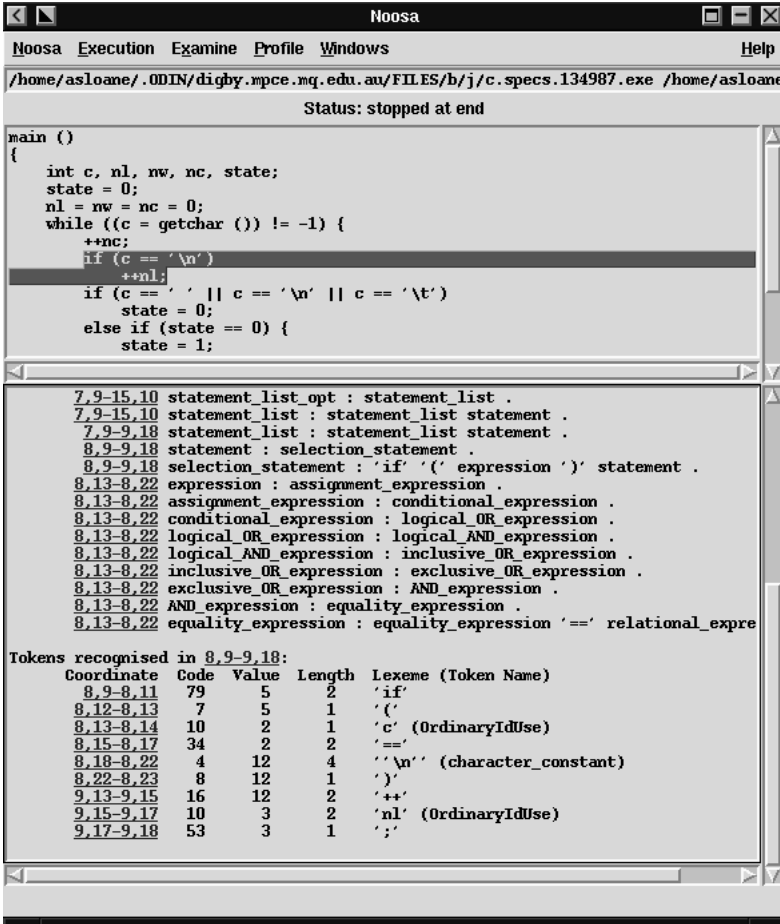 Noosa
Noosa Execution Examine Profile Windows Help
/home/asloane/.ODIN/digby.mpce.mq.edu.au/FILES/b/j/c.specs.134987.exe /home/asloane
Status: stopped at end
main ()
{
    int c, nl, nw, nc, state;
    state = 0;
    nl = nw = nc = 0;
    while ((c = getchar ()) != -1) {
        ++nc;
        if (c == '\n')
            ++nl;
        if (c == ' ' || c == '\n' || c == '\t')
            state = 0;
        else if (state == 0) {
            state = 1;
7,9-15,10 statement_list_opt : statement_list .
7,9-15,10 statement_list : statement_list statement .
7,9-9,18 statement_list : statement_list statement .
8,9-9,18 statement : selection_statement .
8,9-9,18 selection_statement : 'if' '(' expression ')' statement .
8,13-8,22 expression : assignment_expression .
8,13-8,22 assignment_expression : conditional_expression .
8,13-8,22 conditional_expression : logical_OR_expression .
8,13-8,22 logical_OR_expression : logical_AND_expression .
8,13-8,22 logical_AND_expression : inclusive_OR_expression .
8,13-8,22 inclusive_OR_expression : exclusive_OR_expression .
8,13-8,22 exclusive_OR_expression : AND_expression .
8,13-8,22 AND_expression : equality_expression .
8,13-8,22 equality_expression : equality_expression '==' relational_expre
Tokens recognised in 8,9-9,18:
Coordinate Code Value Length Lexeme (Token Name)
8,9-8,11 79 5 2 'if'
8,12-8,13 7 5 1 '('
8,13-8,14 10 2 1 'c' (OrdinaryIdUse)
8,15-8,17 34 2 2 '=='
8,18-8,22 4 12 4 ''\n'' (character_constant)
8,22-8,23 8 12 1 ')'
9,13-9,15 16 12 2 '++'
9,15-9,17 10 3 2 'nl' (OrdinaryIdUse)
9,17-9,18 53 3 1 ';'